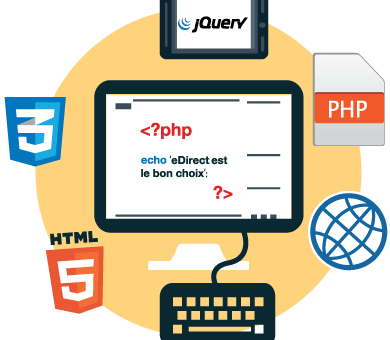 jQuery
<?php
PHP
echo 'eDirect est
le bon choix';
?>
3
HTML
5